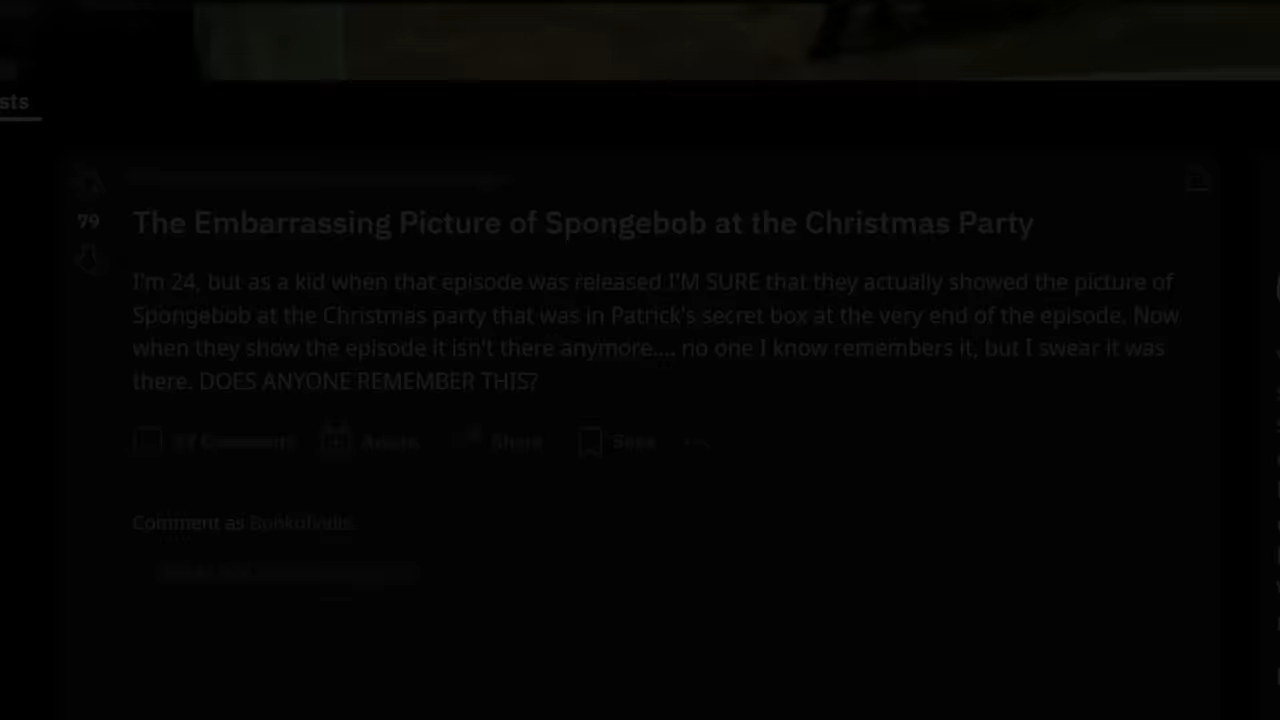 sts
79
The Embarrassing Picture of Spongebob at the Christmas Party
I'm 24, but as a kid when that episode was released I'M SURE that they actually showed the picture of
Spongebob at the Christmas party that was in Patrick's secret box at the very end of the episode. Now
when they show the episode it isn't there anymore.... no one I know remembers it, but I swear it was
there. DOES ANYONE REMEMBER THIS?
Comments Award Share Save
Comment as